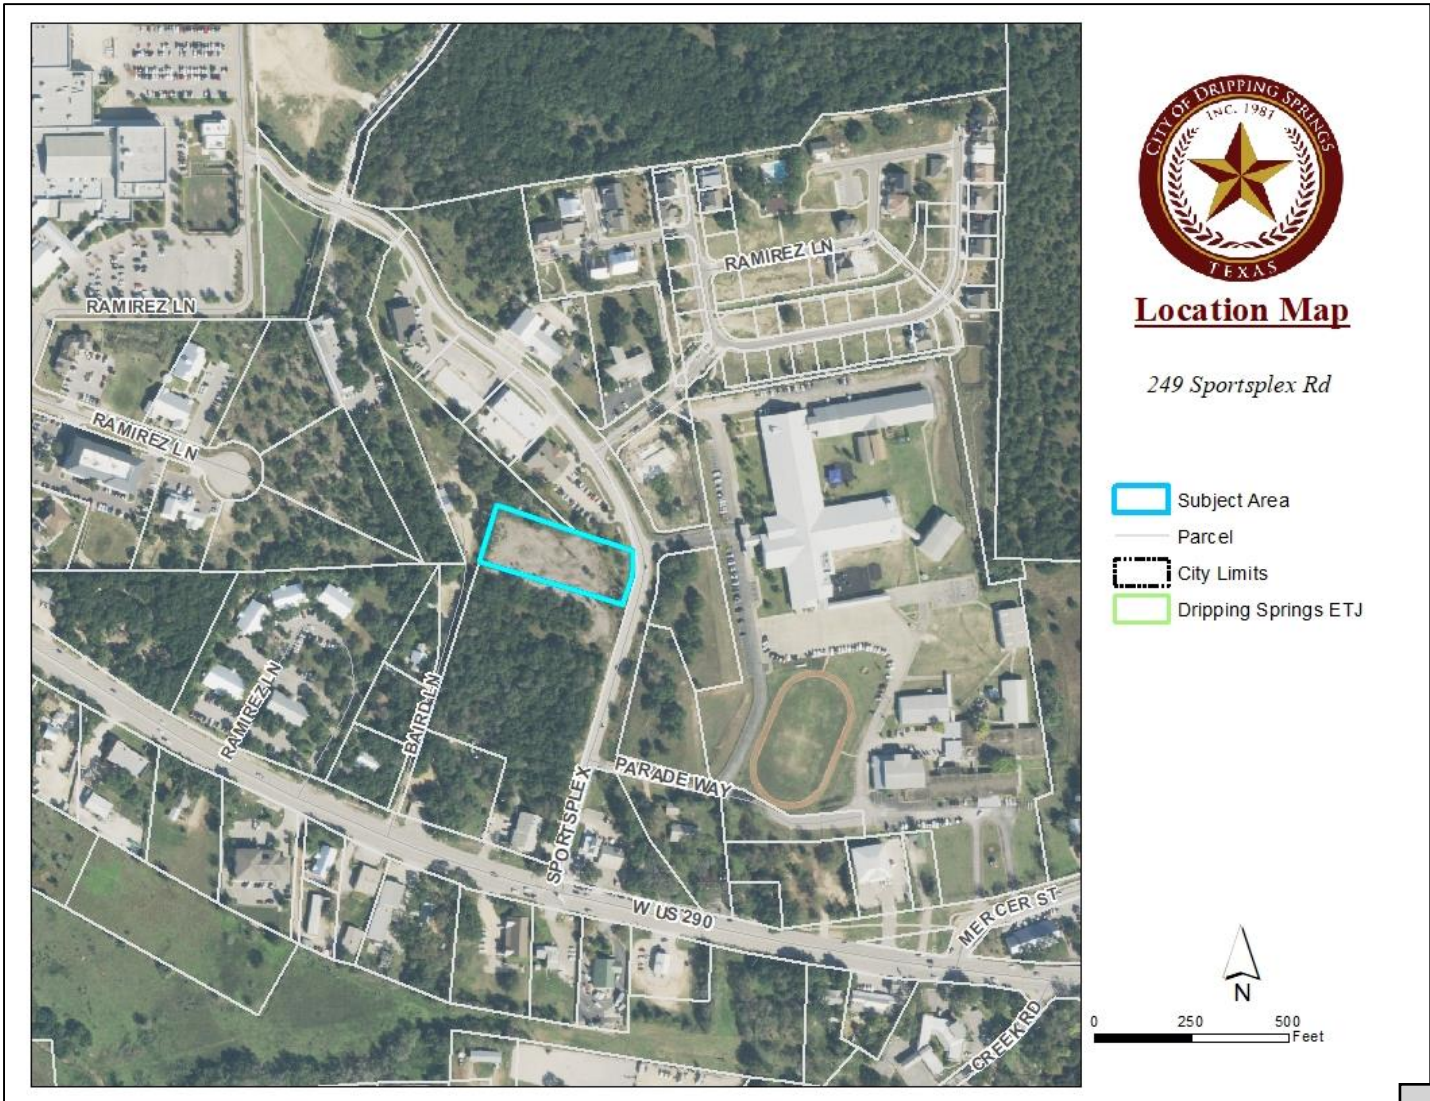 CITY OF DRIPPING SPRINGS
INC. 1981
TEXAS
Location Map
249 Sportsplex Rd
Subject Area
Parcel
City Limits
Dripping Springs ETJ
N
0 250 500
Feet
RAMIREZ LN
RAMIREZ LN
RAMIREZ LN
RAMIREZ LN
BAIRD LN
SPORTSPLEX
PARADE WAY
W US 290
MERCER ST
CREEK RD